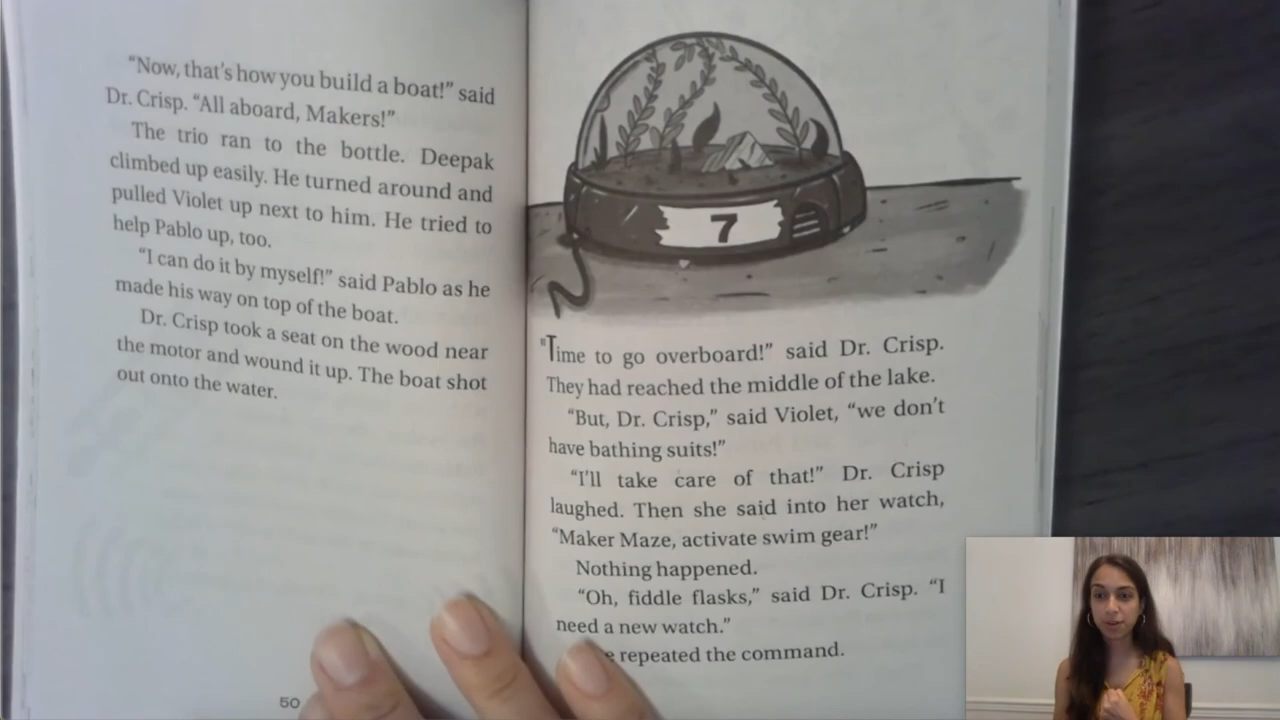 “Now, that’s how you build a boat!” said
Dr. Crisp. “All aboard, Makers!”
The trio ran to the bottle. Deepak
climbed up easily. He turned around and
pulled Violet up next to him. He tried to
help Pablo up, too.
“I can do it by myself!” said Pablo as he
made his way on top of the boat.
Dr. Crisp took a seat on the wood near
the motor and wound it up. The boat shot
out onto the water.
50
7
“Time to go overboard!” said Dr. Crisp.
They had reached the middle of the lake.
“But, Dr. Crisp,” said Violet, “we don’t
have bathing suits!”
“I’ll take care of that!” Dr. Crisp
laughed. Then she said into her watch,
“Maker Maze, activate swim gear!”
Nothing happened.
“Oh, fiddle flasks,” said Dr. Crisp. “I
need a new watch.”
repeated the command.